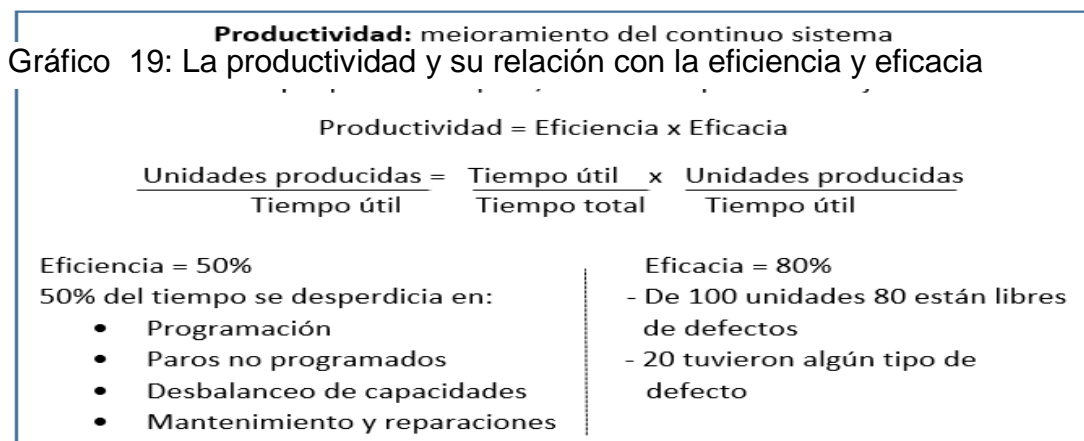 Productividad: mejoramiento del continuo sistema
Gráfico 19: La productividad y su relación con la eficiencia y eficacia
Productividad = Eficiencia x Eficacia
Unidades producidas = Tiempo útil x Unidades producidas
Tiempo útil Tiempo total Tiempo útil
Eficiencia = 50%
50% del tiempo se desperdicia en:
• Programación
• Paros no programados
• Desbalanceo de capacidades
• Mantenimiento y reparaciones
Eficacia = 80%
- De 100 unidades 80 están libres
de defectos
- 20 tuvieron algún tipo de
defecto